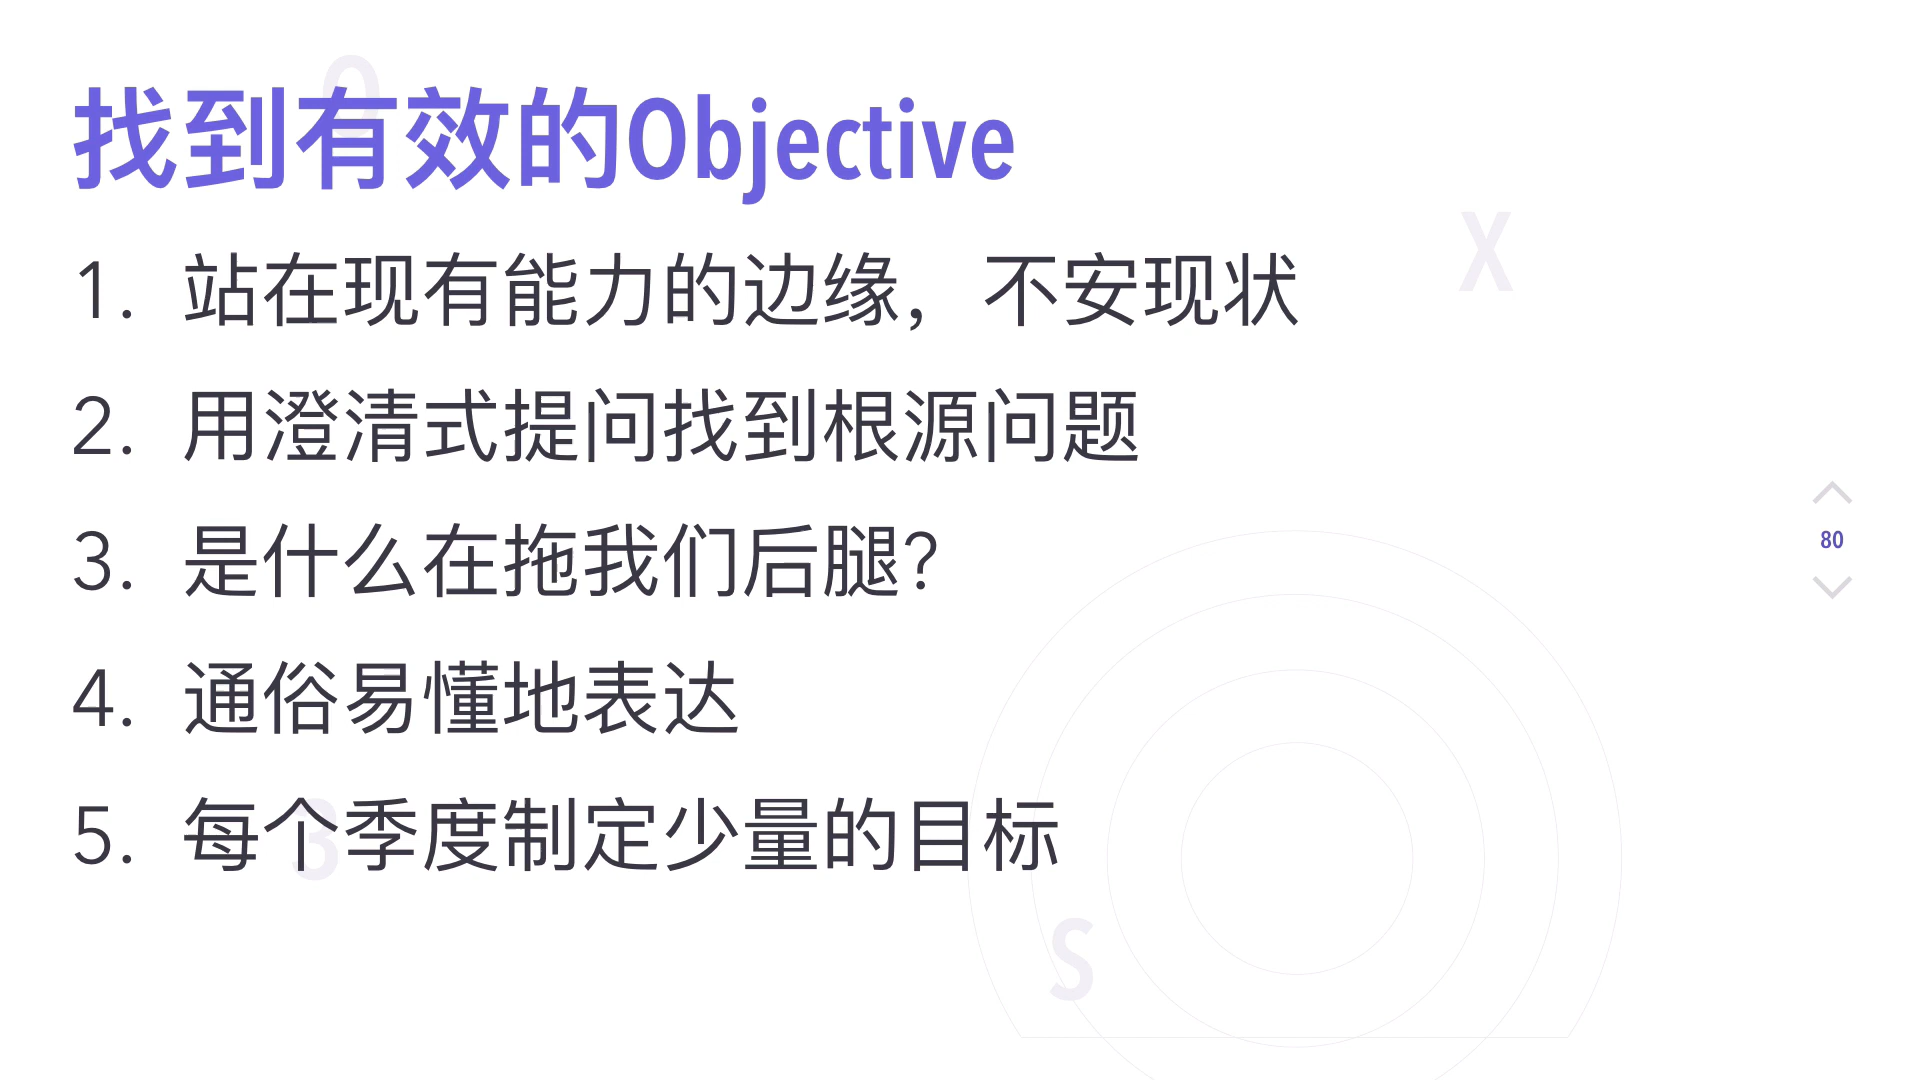 找到有效的Objective
1. 站在现有能力的边缘，不安现状
2. 用澄清式提问找到根源问题
3. 是什么在拖我们后腿？
4. 通俗易懂地表达
5. 每个季度制定少量的目标
O
X
3
S
80